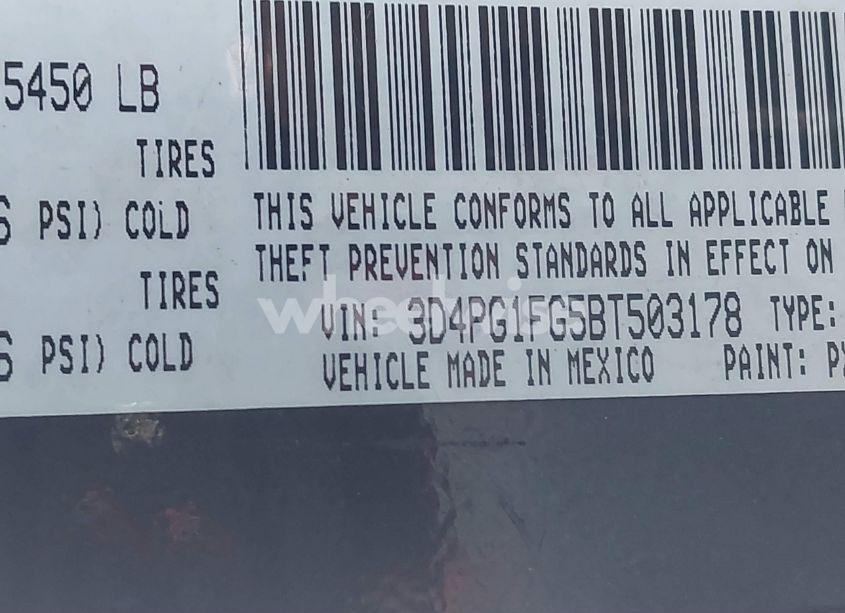 5450 LB
TIRES
PSI) COLD
TIRES
PSI) COLD
THIS VEHICLE CONFORMS TO ALL APPLICABLE
THEFT PREVENTION STANDARDS IN EFFECT ON
VIN: 3D4PG1FG5BT503178 TYPE:
VEHICLE MADE IN MEXICO PAINT: